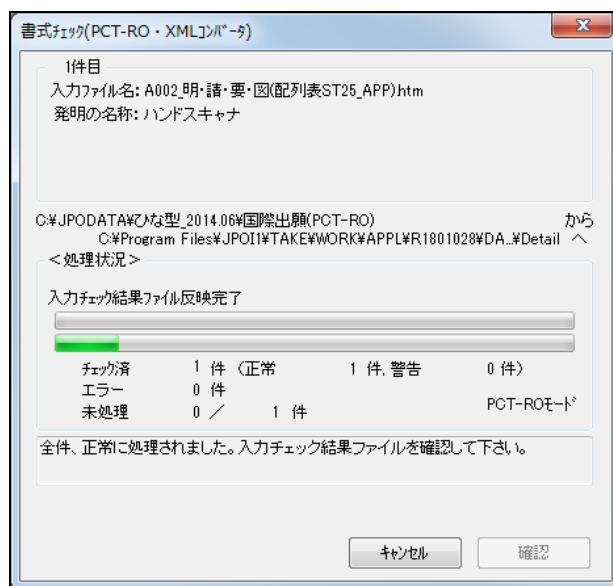 書式ﾁｪｯｸ(PCT-RO・XMLｺﾝﾊﾞｰﾀ)
1件目
入力ﾌｧｲﾙ名: A002_明・請・要・図(配列表ST25_APP).htm
発明の名称: ハンドスキャナ
C:¥JPODATA¥ひな型_2014.06¥国際出願(PCT-RO) から
C:¥Program Files¥JPOI1¥TAKE¥WORK¥APPL¥R1801028¥DA...¥Detail へ
<処理状況>
入力ﾁｪｯｸ結果ﾌｧｲﾙ反映完了
ﾁｪｯｸ済 1 件 (正常 1 件, 警告 0 件)
エラー 0 件
未処理 0 / 1 件 PCT-ROﾓｰﾄﾞ
全件、正常に処理されました。入力チェック結果ファイルを確認して下さい。
ｷｬﾝｾﾙ 確認